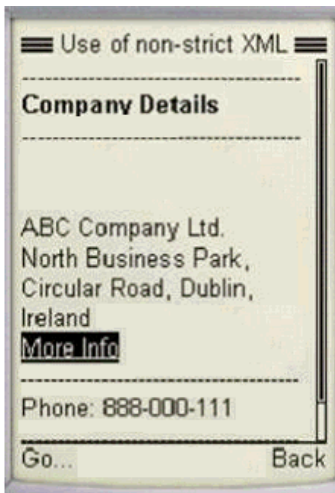 Use of non-strict XML
Company Details
ABC Company Ltd.
North Business Park,
Circular Road, Dublin,
Ireland
More Info
Phone: 888-000-111
Go... Back